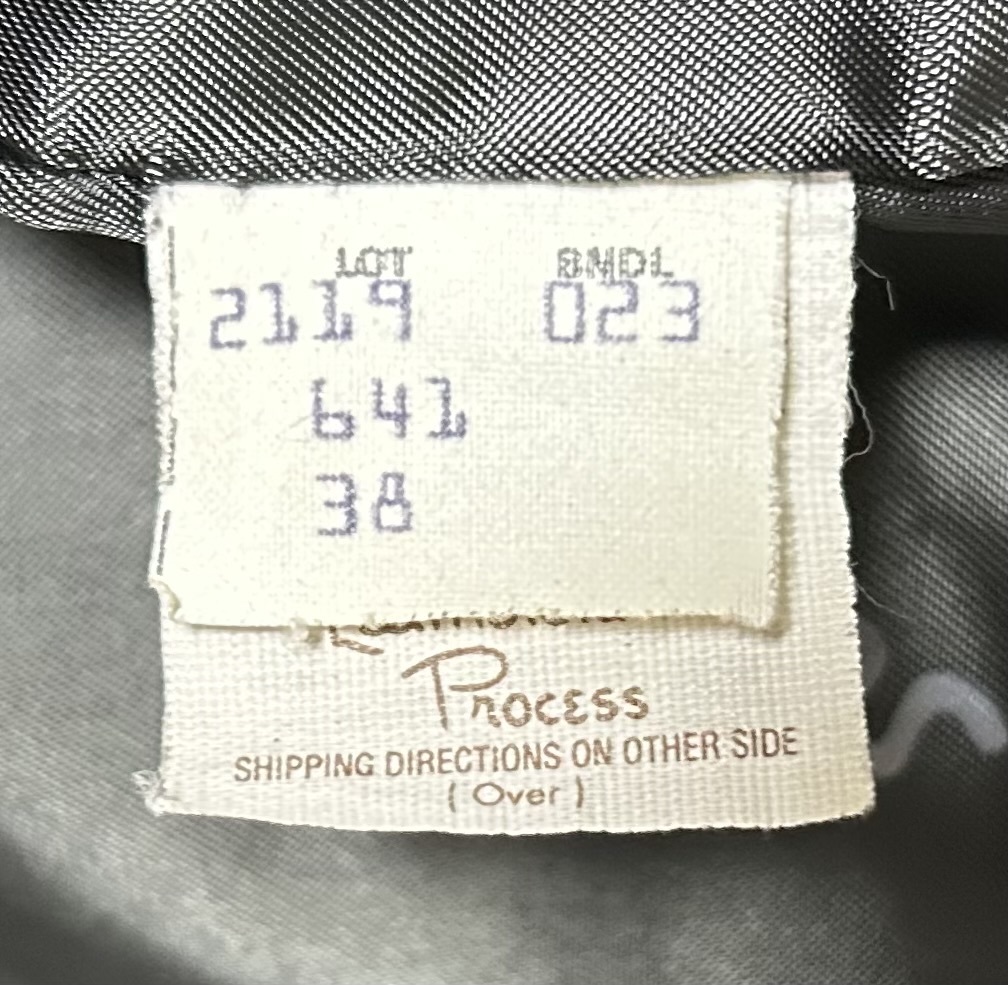 LOT BNDL
2119 023
641
38
Process
SHIPPING DIRECTIONS ON OTHER SIDE
( Over )